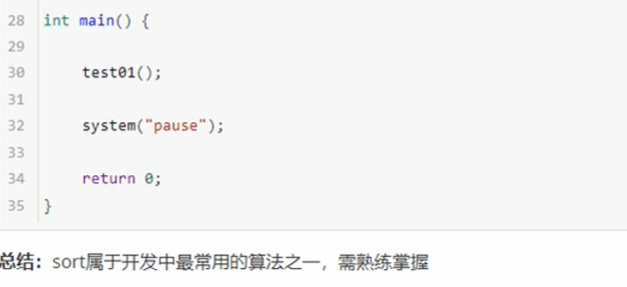 28 int main() {
29
30 test01();
31
32 system("pause");
33
34 return 0;
35 }
总结：sort属于开发中最常用的算法之一，需熟练掌握